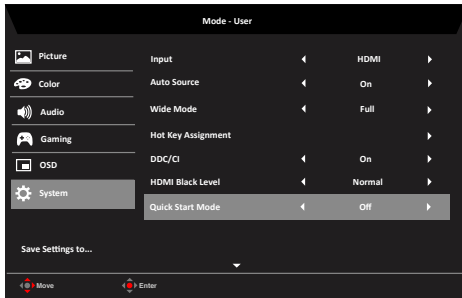 Mode - User
Picture
Input HDMI
Color
Auto Source On
Audio
Wide Mode Full
Gaming
Hot Key Assignment
OSD
DDC/CI On
System
HDMI Black Level Normal
Quick Start Mode Off
Save Settings to...
Move Enter